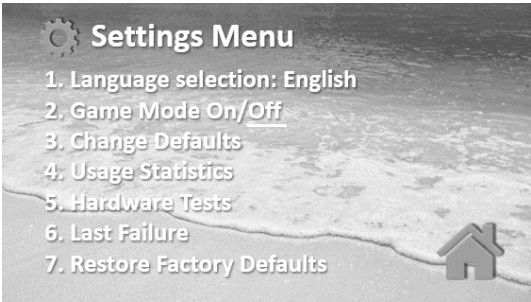 Settings Menu
1. Language selection: English
2. Game Mode On/Off
3. Change Defaults
4. Usage Statistics
5. Hardware Tests
6. Last Failure
7. Restore Factory Defaults